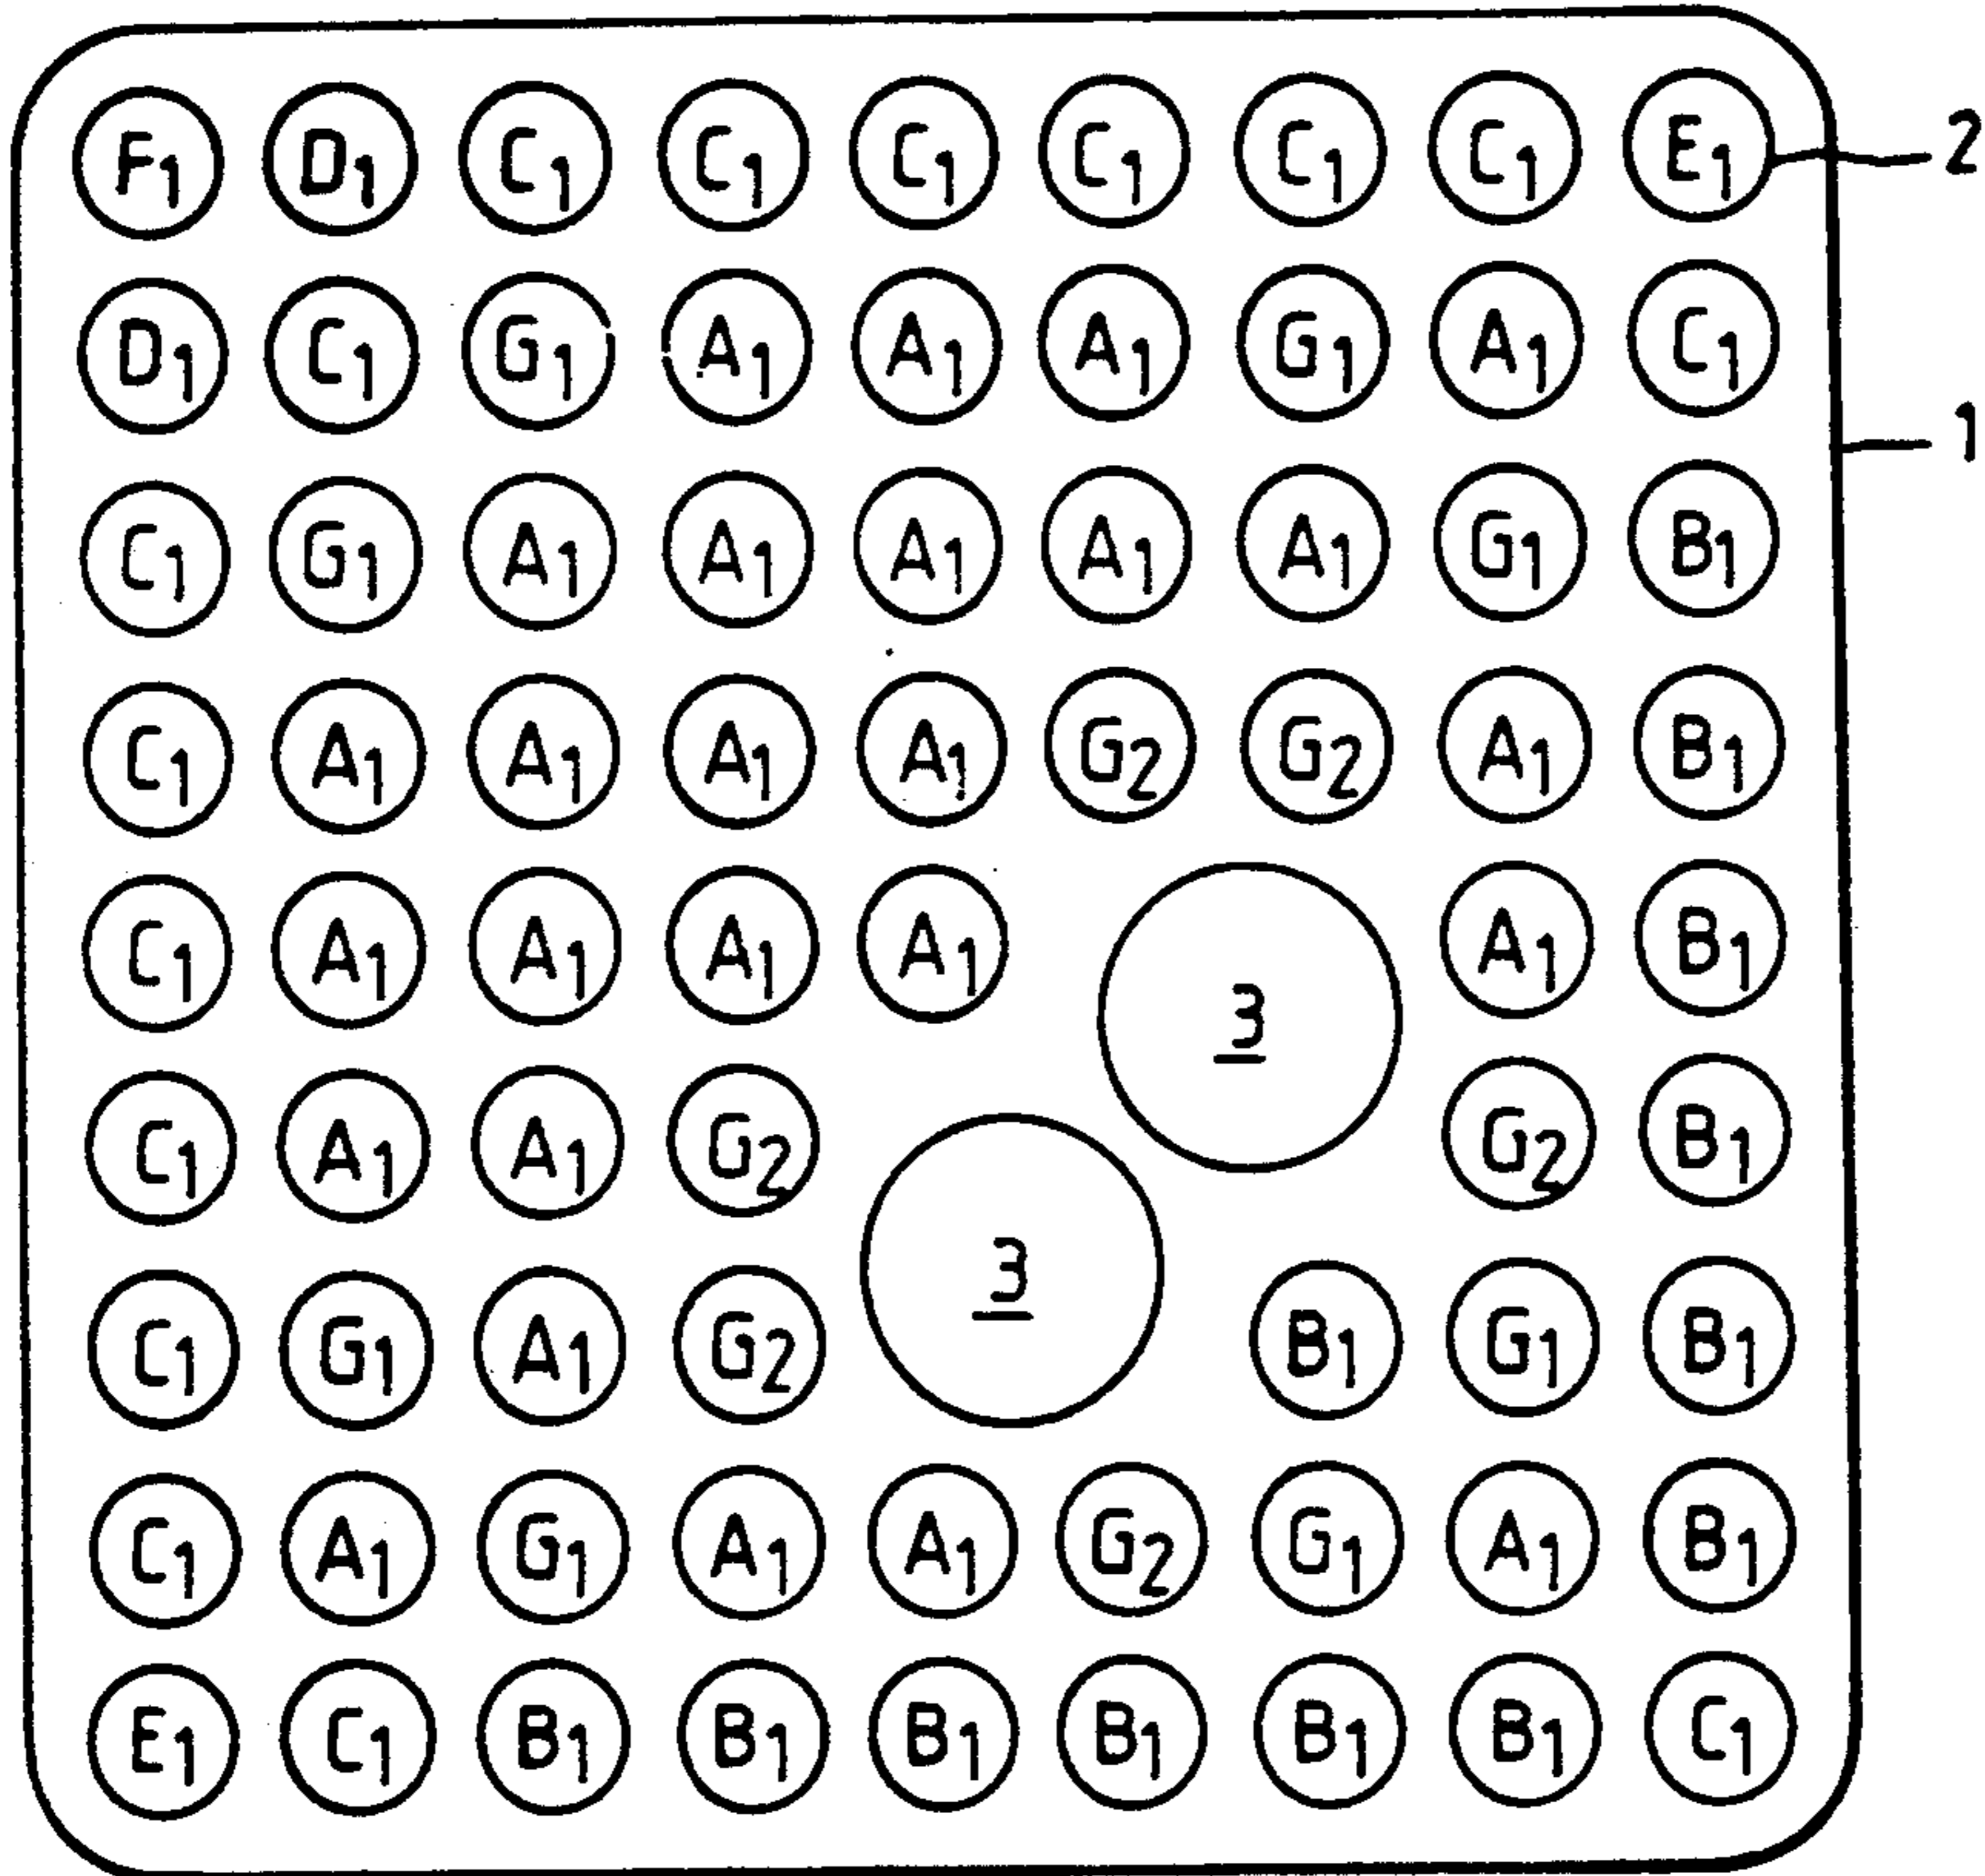 F1 D1 C1 C1 C1 C1 C1 C1 E1 2
D1 C1 G1 A1 A1 A1 G1 A1 C1
1
C1 G1 A1 A1 A1 A1 A1 G1 B1
C1 A1 A1 A1 A1 G2 G2 A1 B1
C1 A1 A1 A1 A1 A1 B1
3
C1 A1 A1 G2 G2 B1
3
C1 G1 A1 G2 B1 G1 B1
C1 A1 G1 A1 A1 G2 G1 A1 B1
E1 C1 B1 B1 B1 B1 B1 B1 C1